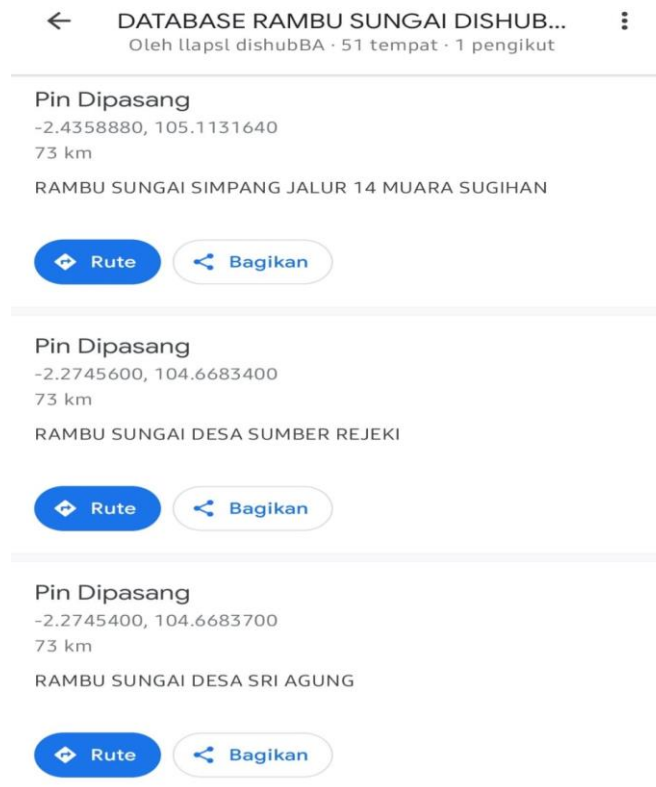 DATABASE RAMBU SUNGAI DISHUB...
Oleh llapsl dishubBA · 51 tempat · 1 pengikut
Pin Dipasang
-2.4358880, 105.1131640
73 km
RAMBU SUNGAI SIMPANG JALUR 14 MUARA SUGIHAN
Rute Bagikan
Pin Dipasang
-2.2745600, 104.6683400
73 km
RAMBU SUNGAI DESA SUMBER REJEKI
Rute Bagikan
Pin Dipasang
-2.2745400, 104.6683700
73 km
RAMBU SUNGAI DESA SRI AGUNG
Rute Bagikan